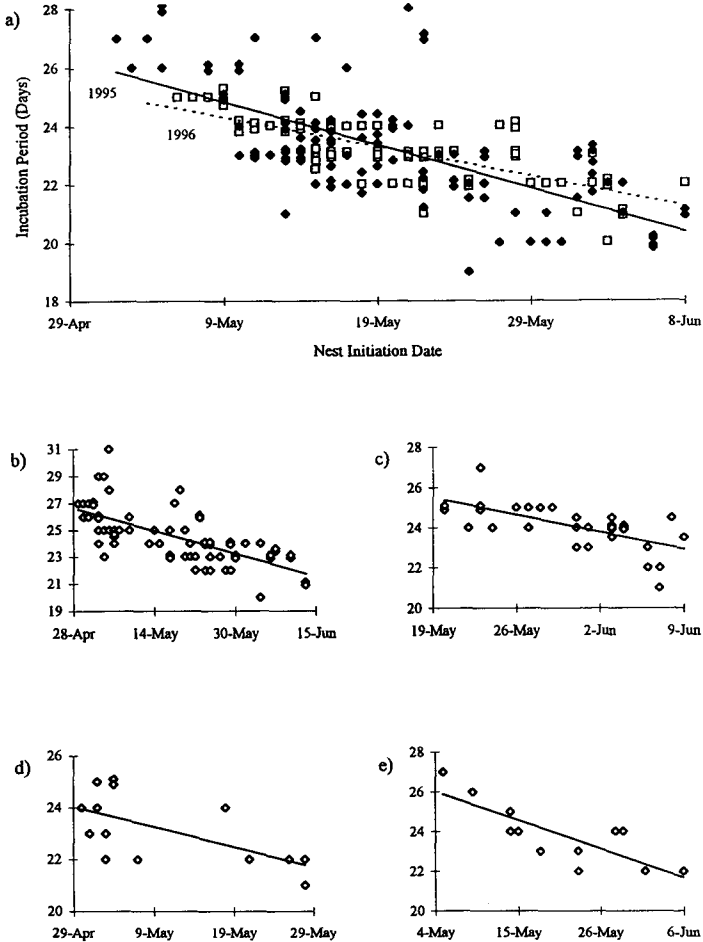 a)
28
26
24
22
20
18
Incubation Period (Days)
1995
1996
29-Apr 9-May 19-May 29-May 8-Jun
Nest Initiation Date
b)
31
29
27
25
23
21
19
28-Apr 14-May 30-May 15-Jun
c)
28
26
24
22
20
19-May 26-May 2-Jun 9-Jun
d)
26
24
22
20
29-Apr 9-May 19-May 29-May
e)
28
26
24
22
20
4-May 15-May 26-May 6-Jun